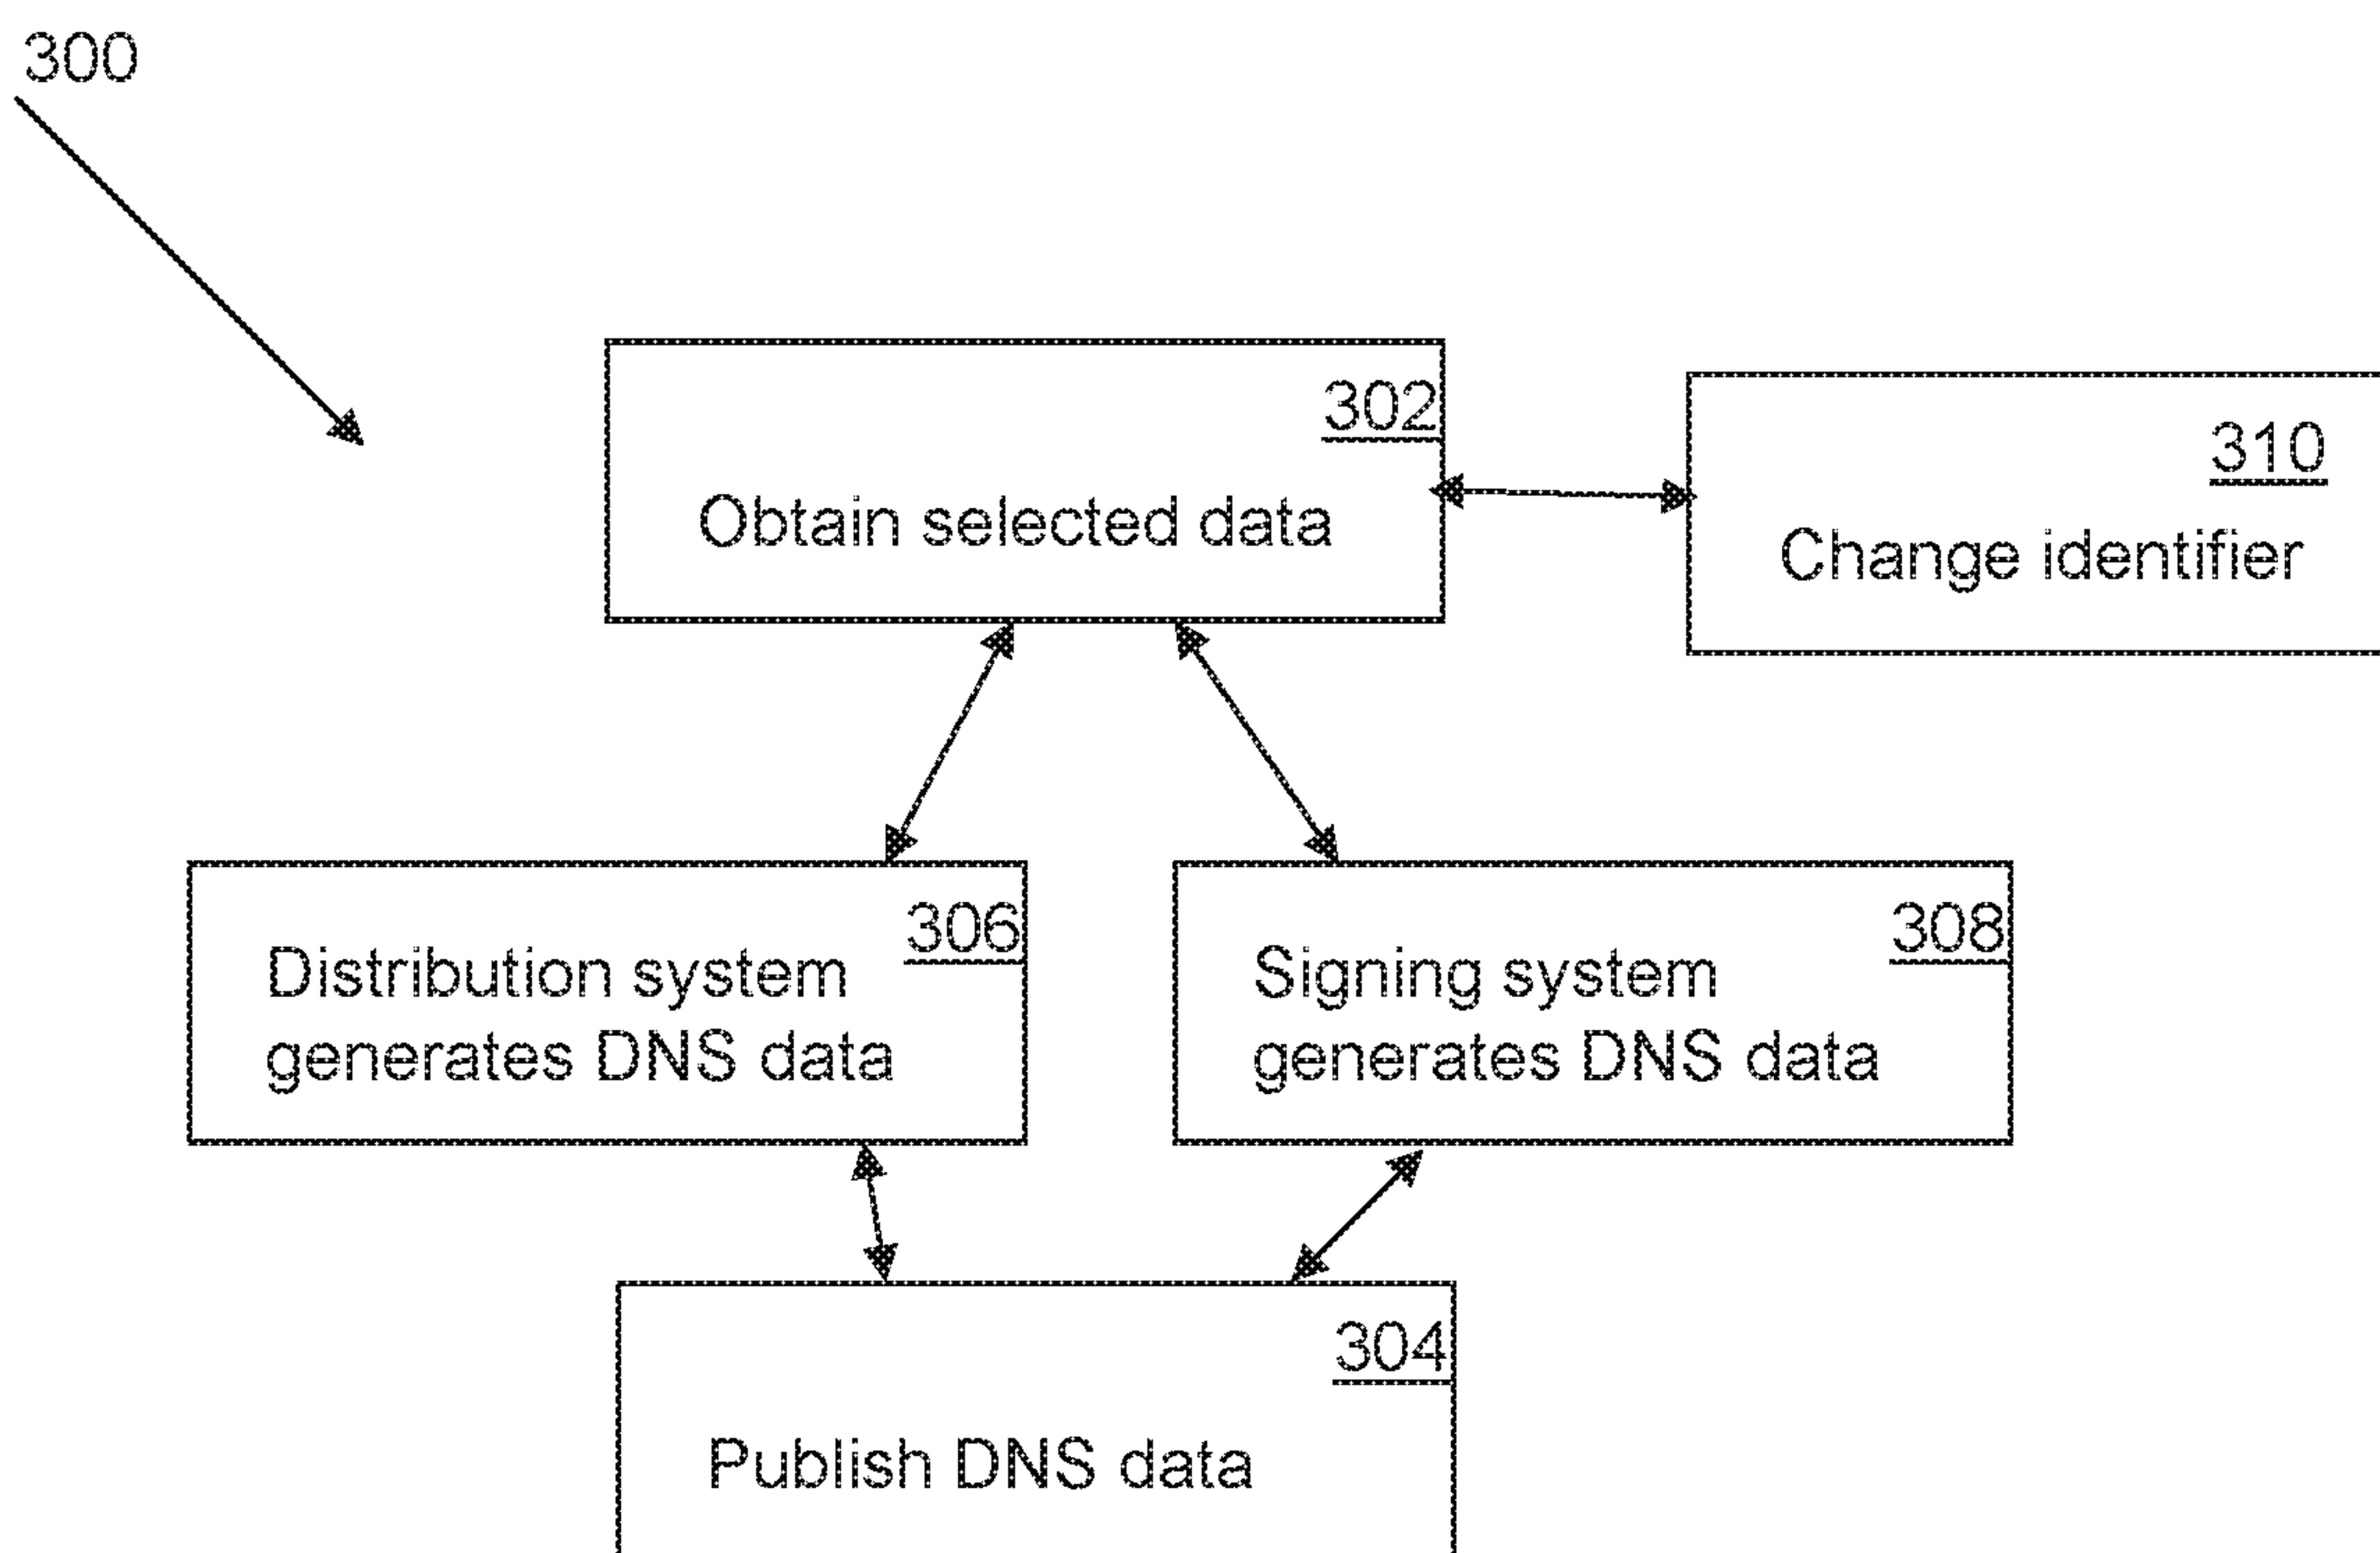 300
302
Obtain selected data
310
Change identifier
306
Distribution system
generates DNS data
308
Signing system
generates DNS data
304
Publish DNS data